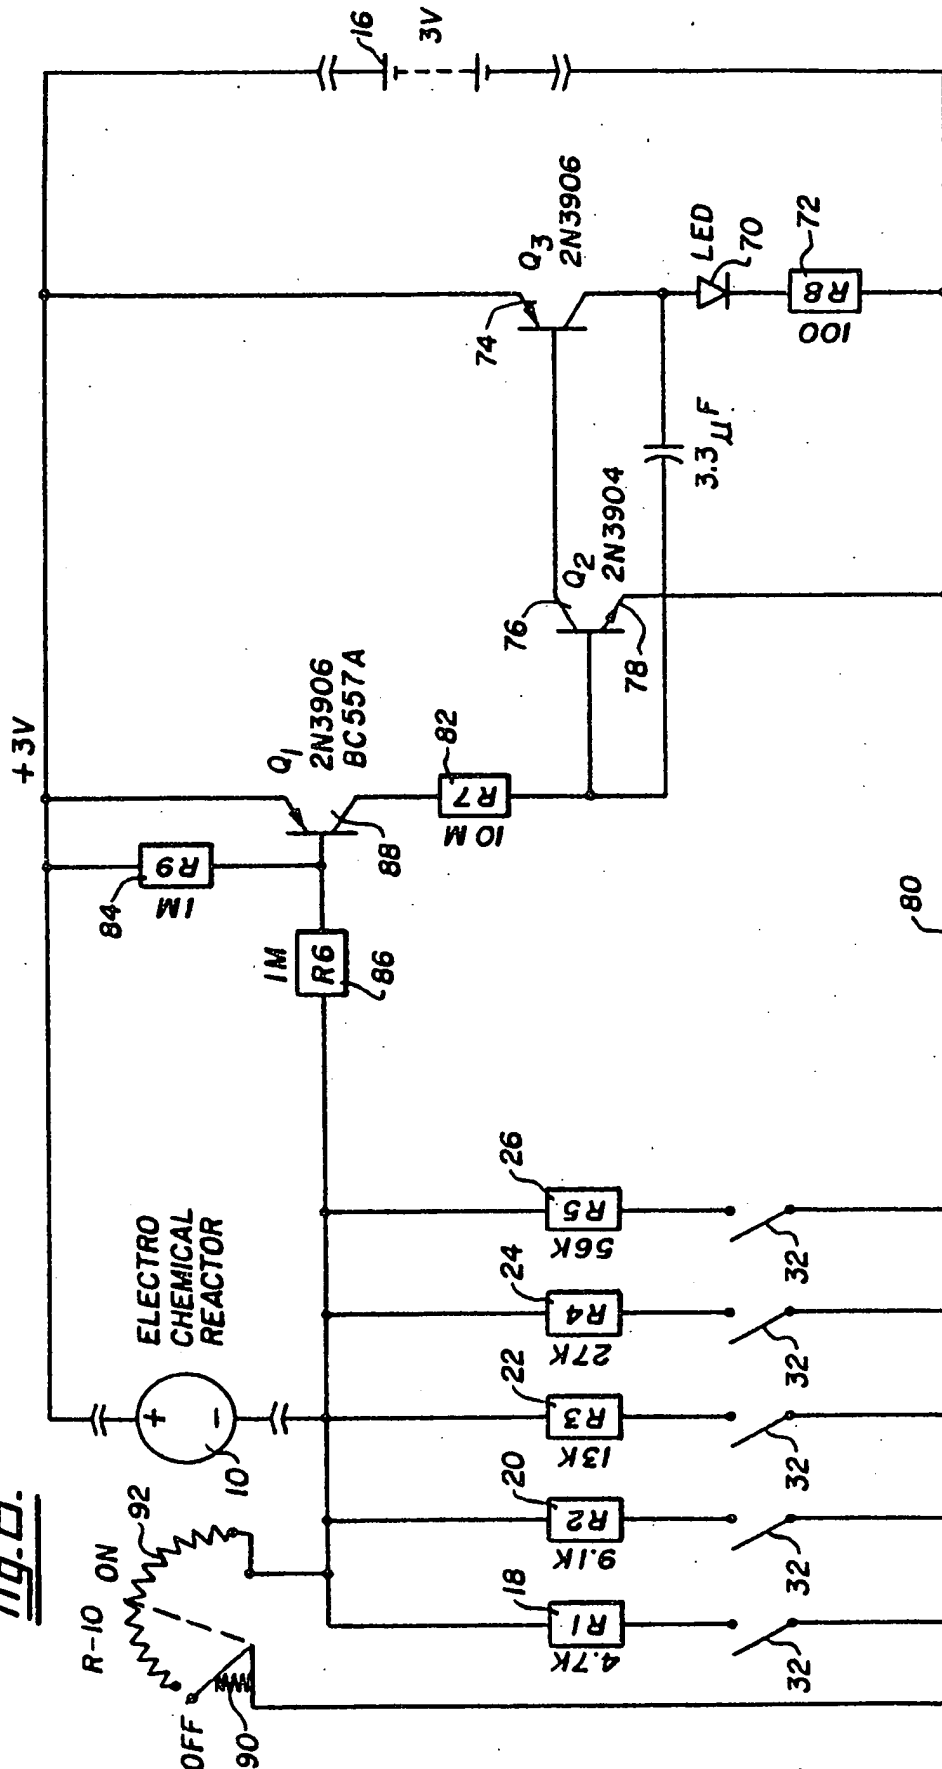 Fig. 8.
+3V
16
3V
R-10
ON
92
OFF
90
ELECTRO
CHEMICAL
REACTOR
+
-
10
84
R9
1M
Q1
2N3906
BC557A
88
1M
R6
86
82
R7
10M
74
Q3
2N3906
76
Q2
2N3904
78
3.3µF
LED
70
72
R8
100
18
R1
4.7K
20
R2
9.1K
22
R3
13K
24
R4
27K
26
R5
56K
32
32
32
32
32
80